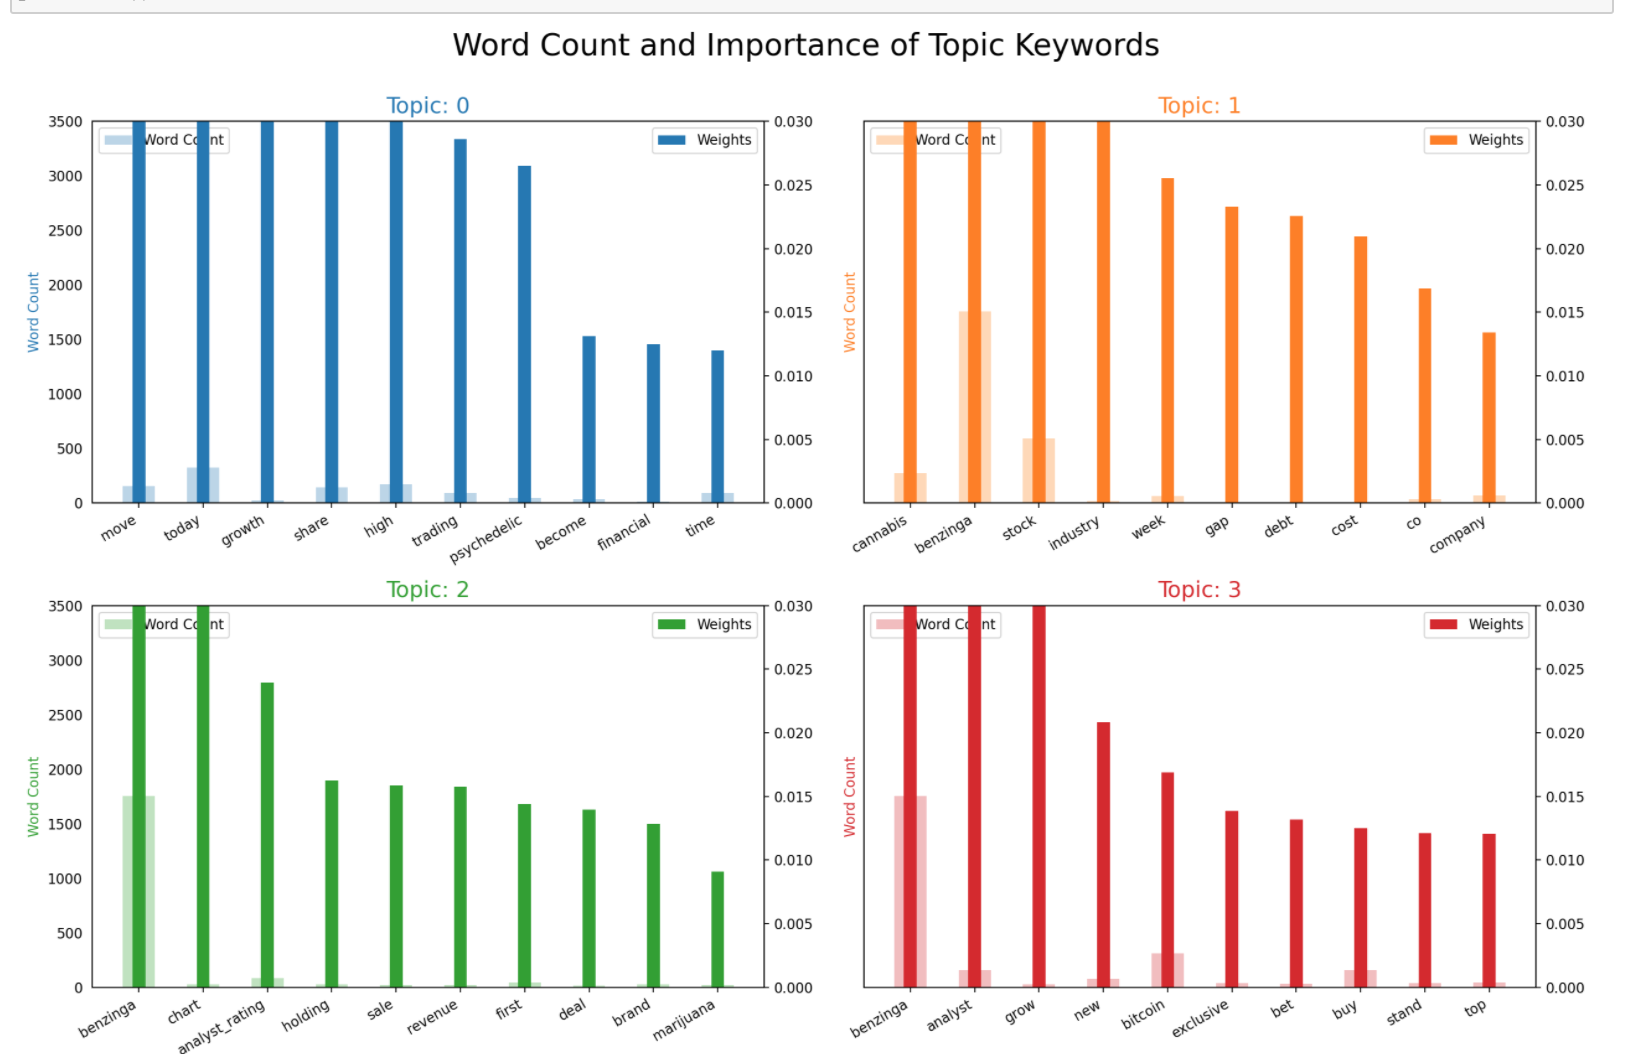 Word Count and Importance of Topic Keywords
Topic: 0
Word Count
Weights
3500
3000
2500
2000
1500
1000
500
0
0.030
0.025
0.020
0.015
0.010
0.005
0.000
Word Count
move today growth share high trading psychedelic become financial time
Topic: 1
Word Count
Weights
0.030
0.025
0.020
0.015
0.010
0.005
0.000
Word Count
cannabis benzinga stock industry week gap debt cost co company
Topic: 2
Word Count
Weights
3500
3000
2500
2000
1500
1000
500
0
0.030
0.025
0.020
0.015
0.010
0.005
0.000
Word Count
benzinga chart analyst_rating holding sale revenue first deal brand marijuana
Topic: 3
Word Count
Weights
0.030
0.025
0.020
0.015
0.010
0.005
0.000
Word Count
benzinga analyst grow new bitcoin exclusive bet buy stand top